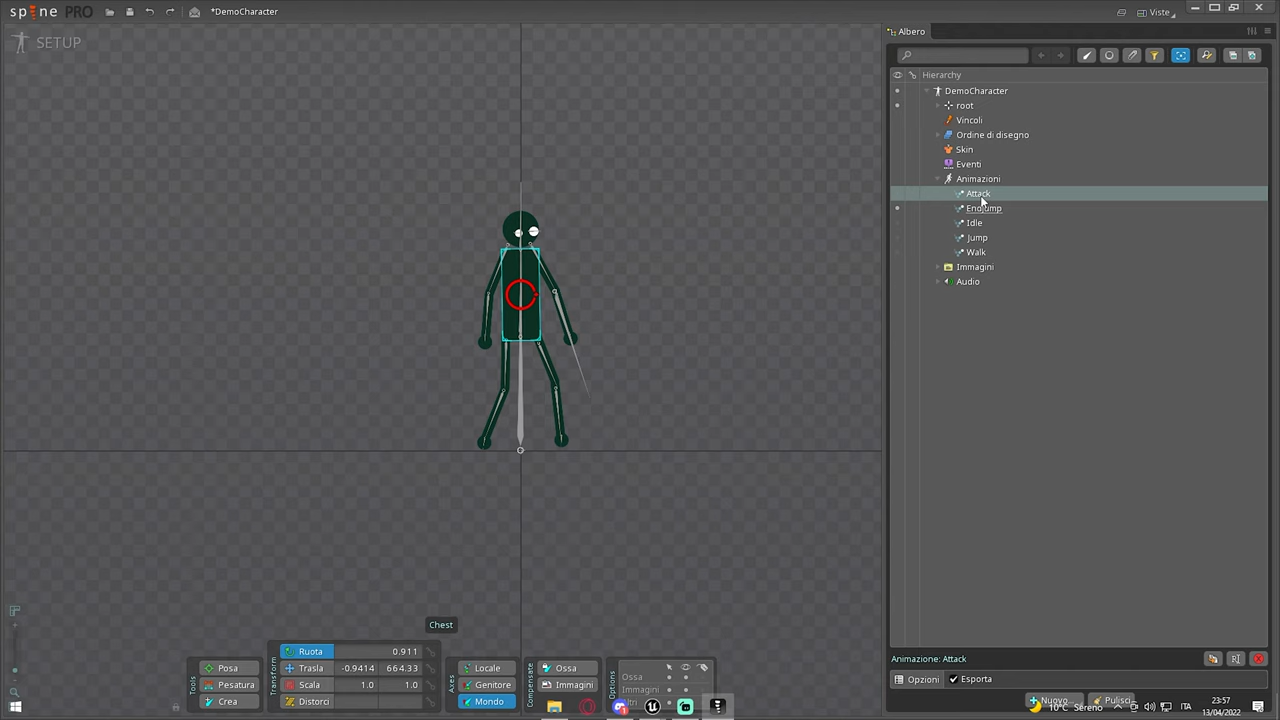 spine PRO
*DemoCharacter
Viste
SETUP
Albero
Hierarchy
DemoCharacter
root
Vincoli
Ordine di disegno
Skin
Eventi
Animazioni
Attack
EndJump
Idle
Jump
Walk
Immagini
Audio
Chest
Tools
Posa
Pesatura
Crea
Transform
Ruota 0.911
Trasla -0.9414 664.33
Scala 1.0 1.0
Distorci
Axes
Locale
Genitore
Mondo
Compensate
Ossa
Immagini
Options
Ossa
Immagini
Animazione: Attack
Opzioni
Esporta
Nuovo
Pulisci
10°C Sereno
ITA
23:57
13/04/2022